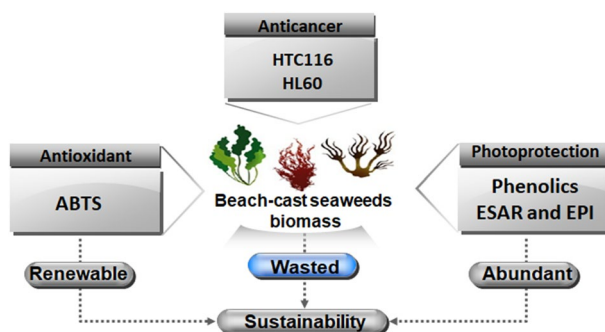 Anticancer
HTC116
HL60
Antioxidant
ABTS
Beach-cast seaweeds
biomass
Photoprotection
Phenolics
ESAR and EPI
Renewable
Wasted
Abundant
Sustainability